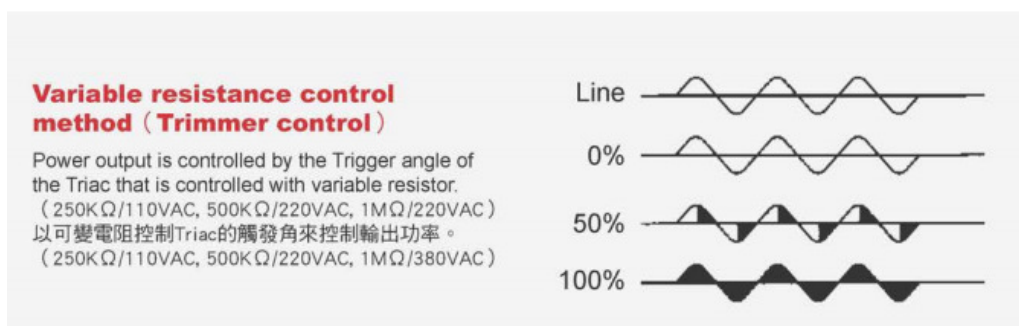 Variable resistance control
method（Trimmer control）
Power output is controlled by the Trigger angle of
the Triac that is controlled with variable resistor.
（250KΩ/110VAC, 500KΩ/220VAC, 1MΩ/220VAC）
以可變電阻控制Triac的觸發角來控制輸出功率。
（250KΩ/110VAC, 500KΩ/220VAC, 1MΩ/380VAC）
Line
0%
50%
100%